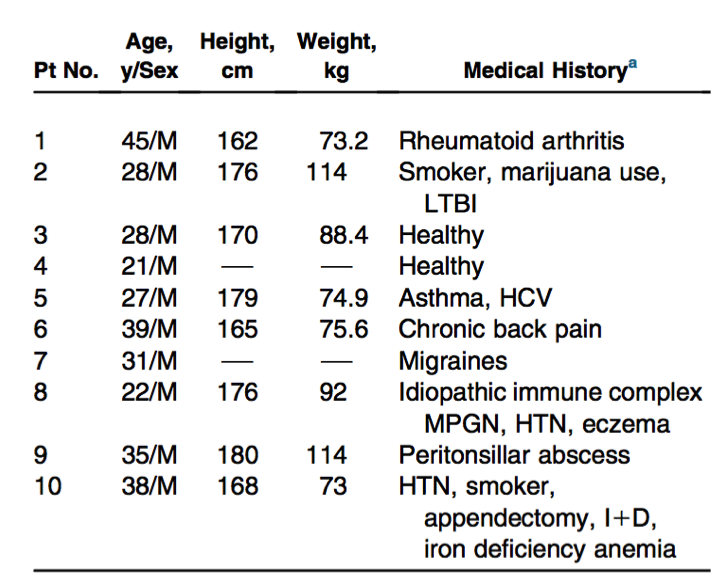 Age, Height, Weight,
Pt No. y/Sex cm kg Medical Historyᵃ
1 45/M 162 73.2 Rheumatoid arthritis
2 28/M 176 114 Smoker, marijuana use,
LTBI
3 28/M 170 88.4 Healthy
4 21/M — — Healthy
5 27/M 179 74.9 Asthma, HCV
6 39/M 165 75.6 Chronic back pain
7 31/M — — Migraines
8 22/M 176 92 Idiopathic immune complex
MPGN, HTN, eczema
9 35/M 180 114 Peritonsillar abscess
10 38/M 168 73 HTN, smoker,
appendectomy, I+D,
iron deficiency anemia